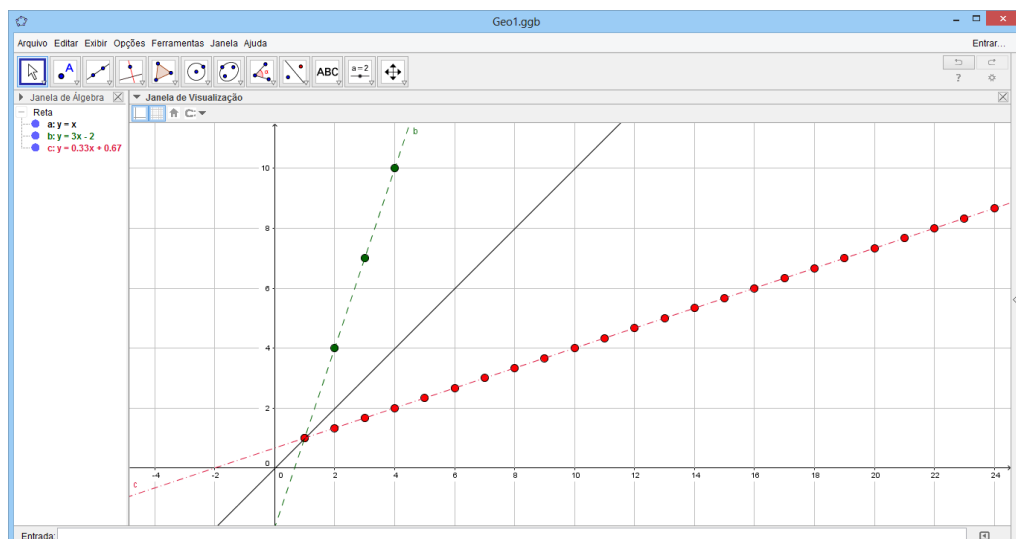 Geo1.ggb
Arquivo Editar Exibir Opções Ferramentas Janela Ajuda
Entrar...
A
a
ABC
a=2
?
Janela de Álgebra
Janela de Visualização
Reta
a: y = x
b: y = 3x - 2
c: y = 0.33x + 0.67
b
10
8
6
4
2
0
-4 -2 0 2 4 6 8 10 12 14 16 18 20 22 24
c
Entrada: